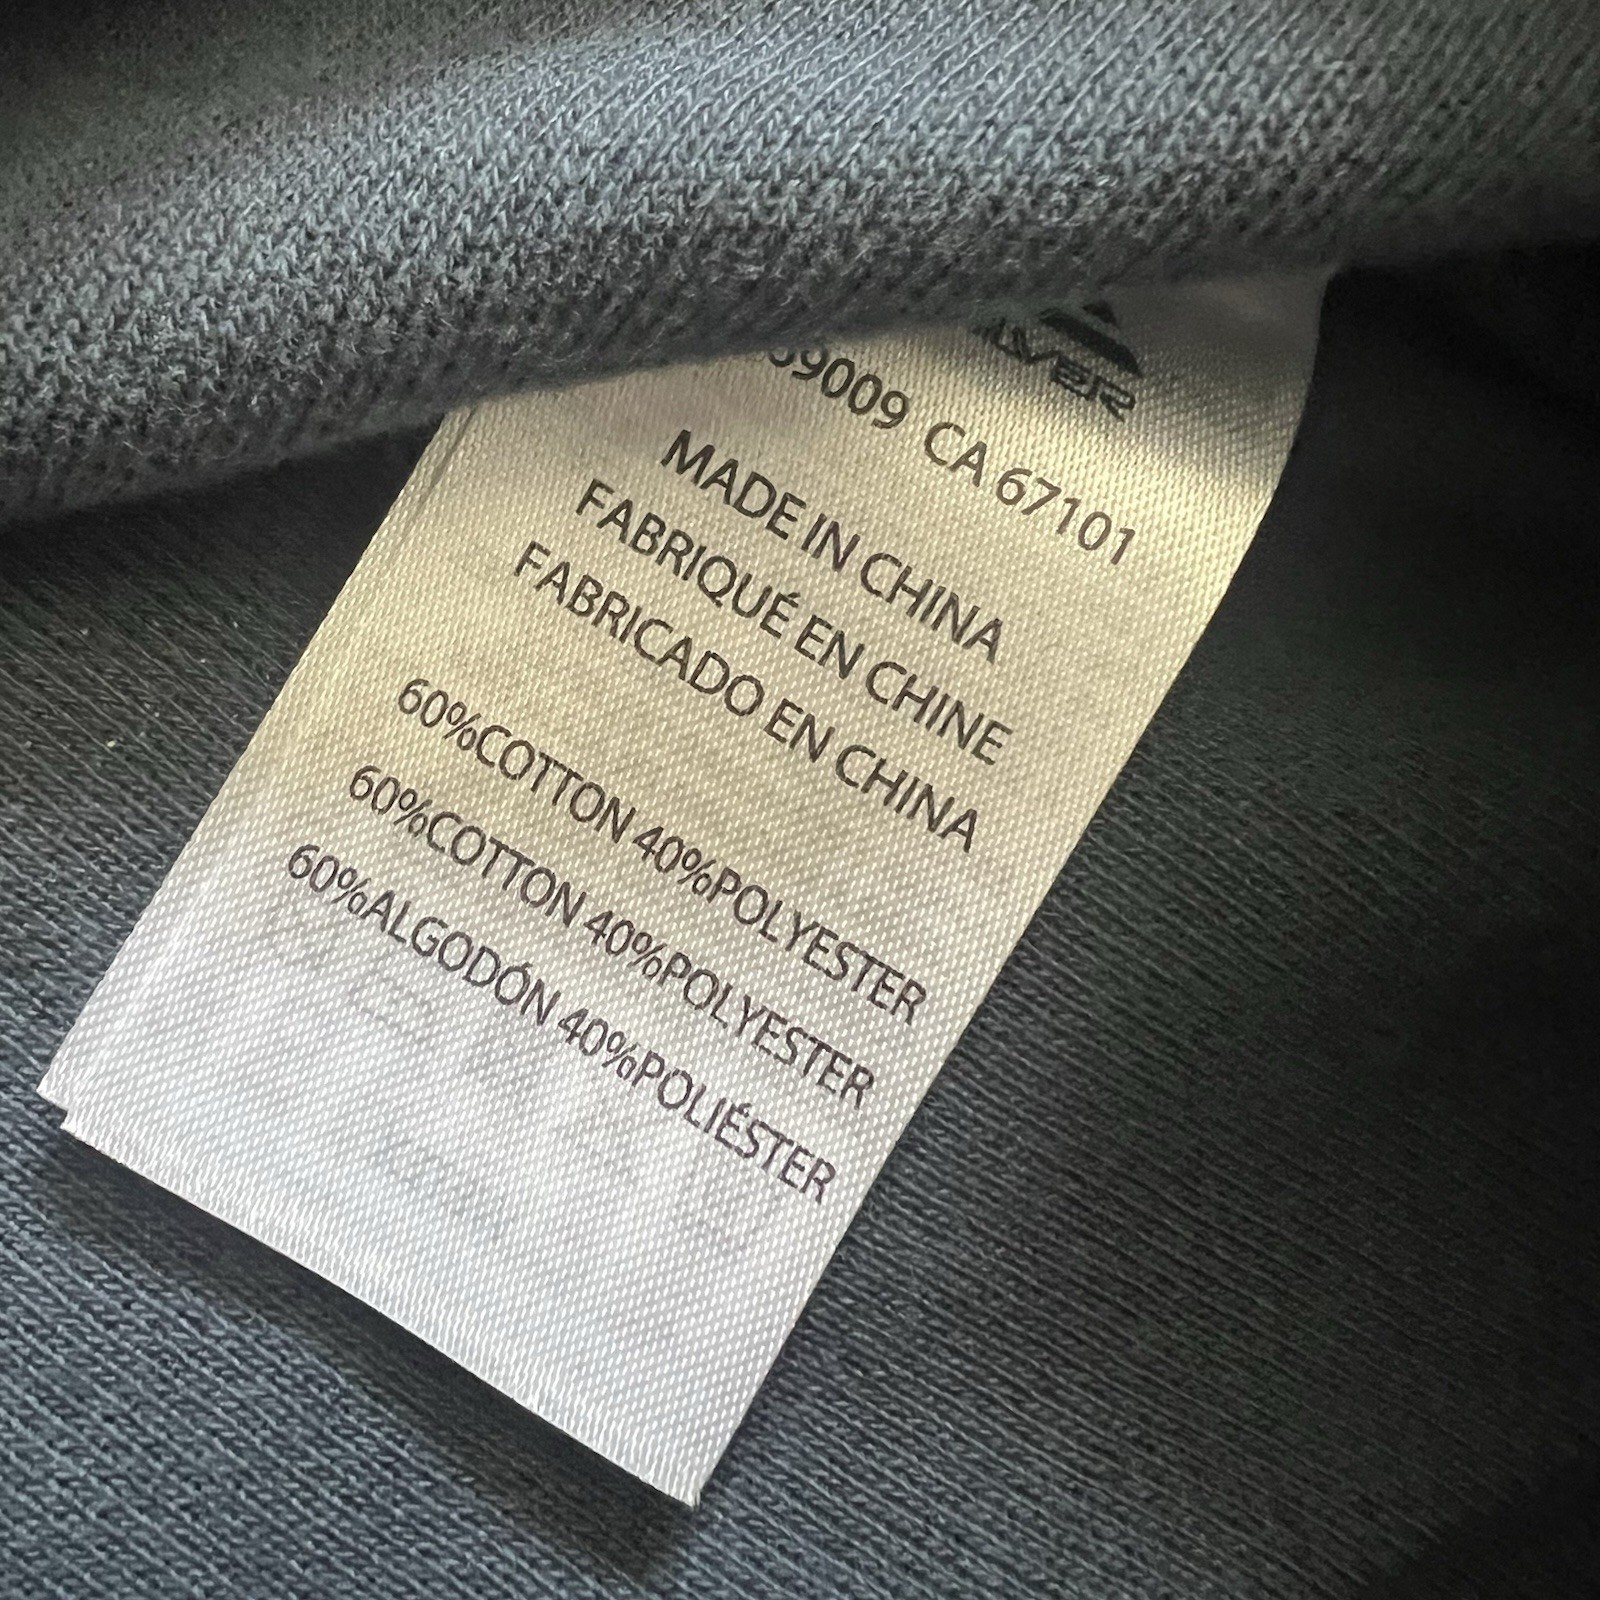 69009 CA 67101
MADE IN CHINA
FABRIQUÉ EN CHINE
FABRICADO EN CHINA
60%COTTON 40%POLYESTER
60%COTTON 40%POLYESTER
60%ALGODÓN 40%POLIÉSTER